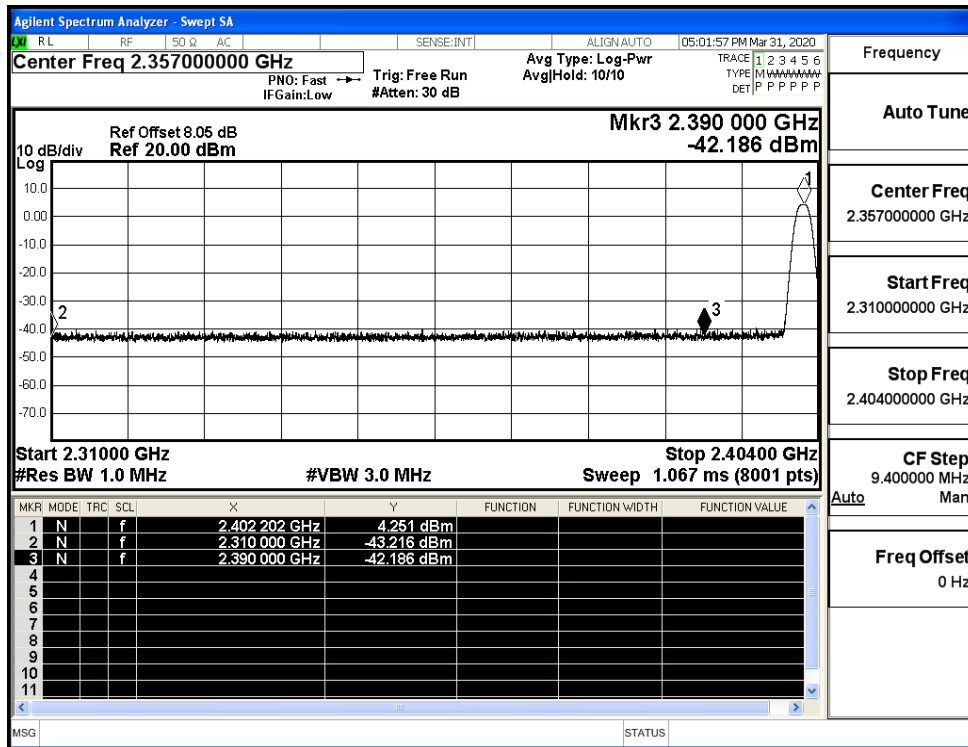 Agilent Spectrum Analyzer - Swept SA
LXI RL RF 50 Ω AC SENSE:INT ALIGN AUTO 05:01:57 PM Mar 31, 2020
Center Freq 2.357000000 GHz
PNO: Fast
IFGain:Low
Trig: Free Run
#Atten: 30 dB
Avg Type: Log-Pwr
Avg|Hold: 10/10
TRACE 1 2 3 4 5 6
TYPE M WWWWW
DET P P P P P P
Ref Offset 8.05 dB
10 dB/div Ref 20.00 dBm
Log
Mkr3 2.390 000 GHz
-42.186 dBm
10.0
0.00
-10.0
-20.0
-30.0
-40.0
-50.0
-60.0
-70.0
1
2
3
Start 2.31000 GHz Stop 2.40400 GHz
#Res BW 1.0 MHz #VBW 3.0 MHz Sweep 1.067 ms (8001 pts)
MKR MODE TRC SCL X Y FUNCTION FUNCTION WIDTH FUNCTION VALUE
1 N f 2.402 202 GHz 4.251 dBm
2 N f 2.310 000 GHz -43.216 dBm
3 N f 2.390 000 GHz -42.186 dBm
4
5
6
7
8
9
10
11
MSG STATUS
Frequency
Auto Tune
Center Freq
2.357000000 GHz
Start Freq
2.310000000 GHz
Stop Freq
2.404000000 GHz
CF Step
9.400000 MHz
Auto Man
Freq Offset
0 Hz